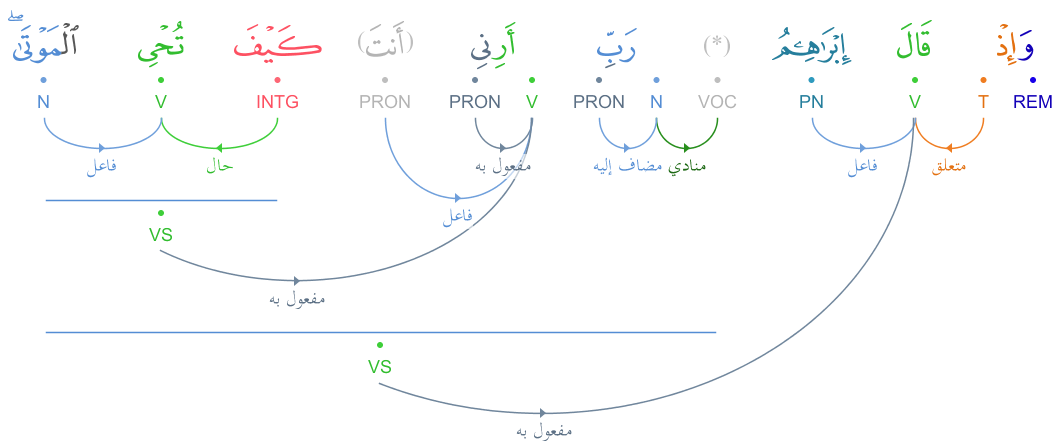 وَإِذْ قَالَ إِبْرَٰهِـۧمُ (*) رَبِّ أَرِنِى (أَنتَ) كَيْفَ تُحْىِ ٱلْمَوْتَىٰ ۖ
N V INTG PRON PRON V PRON N VOC PN V T REM
متعلق فاعل منادي مضاف إليه مفعول به حال فاعل
فاعل
VS
مفعول به
VS
مفعول به